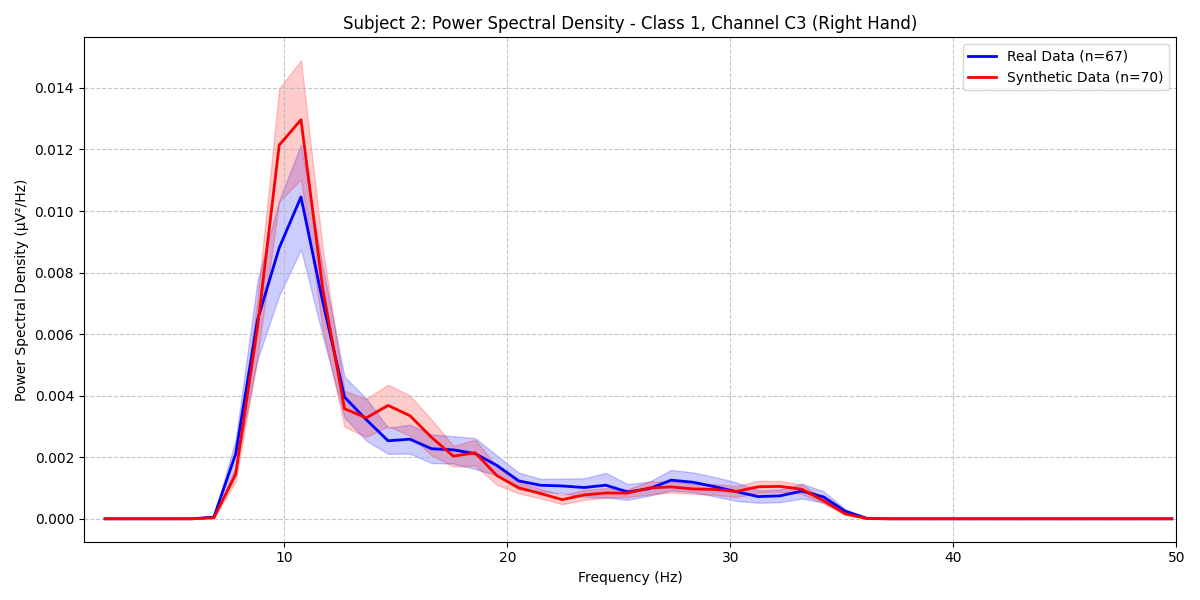 Subject 2: Power Spectral Density - Class 1, Channel C3 (Right Hand)
Real Data (n=67)
Synthetic Data (n=70)
Power Spectral Density (μV²/Hz)
0.014
0.012
0.010
0.008
0.006
0.004
0.002
0.000
10
20
30
40
50
Frequency (Hz)